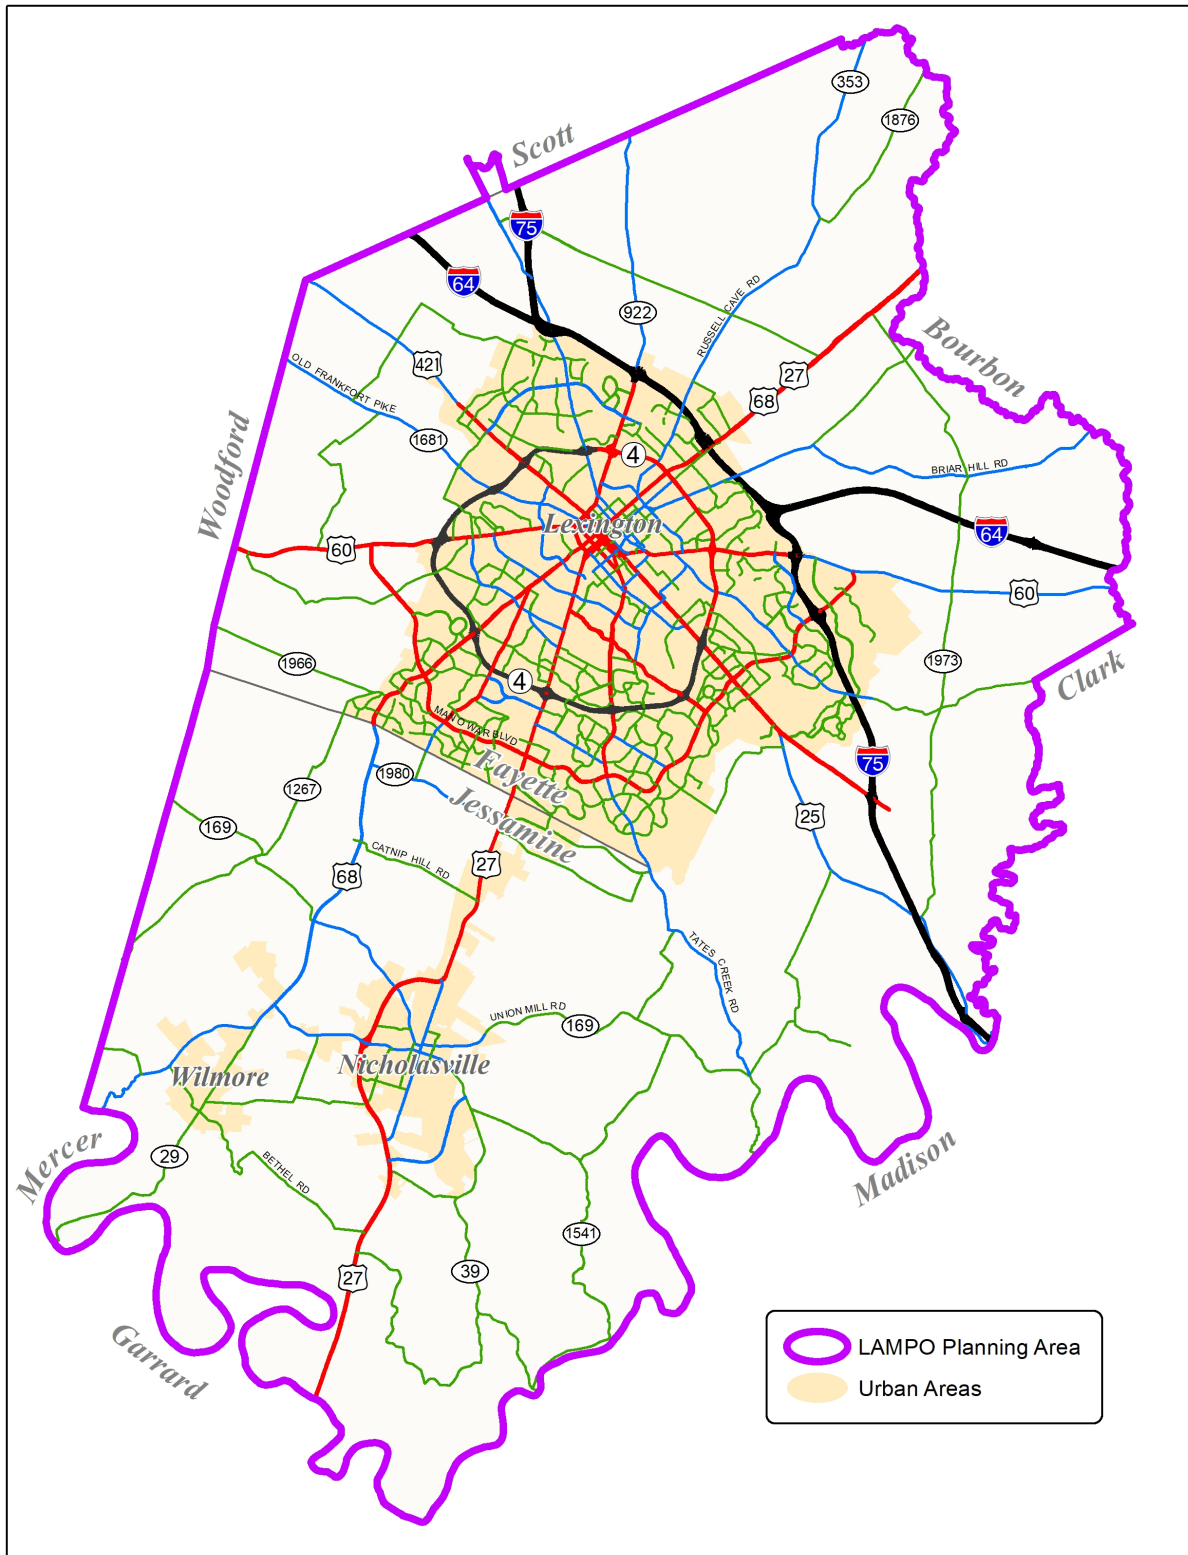 353
1876
Scott
75
64
922
RUSSELL CAVE RD
Bourbon
421
27
68
OLD FRANKFORT PIKE
1681
Woodford
4
BRIAR HILL RD
Lexington
64
60
60
1966
4
1973
Clark
MAN O WAR BLVD
Fayette
75
1980
1267
Jessamine
169
25
CATNIP HILL RD
27
68
TATES CREEK RD
UNION MILL RD
169
Nicholasville
Wilmore
Mercer
29
BETHEL RD
Madison
1541
39
27
Garrard
LAMPO Planning Area
Urban Areas